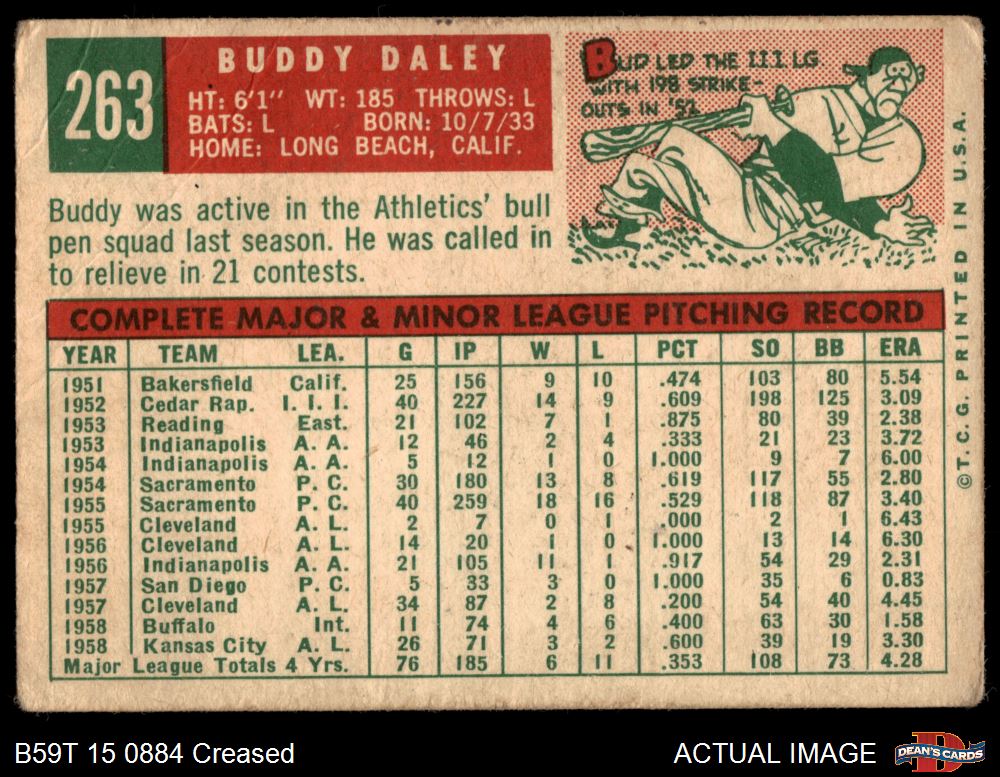 263
BUDDY DALEY
HT: 6'1" WT: 185 THROWS: L
BATS: L BORN: 10/7/33
HOME: LONG BEACH, CALIF.
BUD LED THE I.I.I. LG
WITH 198 STRIKE-
OUTS IN '52.
Buddy was active in the Athletics' bull
pen squad last season. He was called in
to relieve in 21 contests.
COMPLETE MAJOR & MINOR LEAGUE PITCHING RECORD
YEAR TEAM LEA. G IP W L PCT SO BB ERA
1951 Bakersfield Calif. 25 156 9 10 .474 103 80 5.54
1952 Cedar Rap. I. I. I. 40 227 14 9 .609 198 125 3.09
1953 Reading East. 21 102 7 1 .875 80 39 2.38
1953 Indianapolis A. A. 12 46 2 4 .333 21 23 3.72
1954 Indianapolis A. A. 5 12 1 0 1.000 9 7 6.00
1954 Sacramento P. C. 30 180 13 8 .619 117 55 2.80
1955 Sacramento P. C. 40 259 18 16 .529 118 87 3.40
1955 Cleveland A. L. 2 7 0 1 .000 2 1 6.43
1956 Cleveland A. L. 14 20 1 0 1.000 13 14 6.30
1956 Indianapolis A. A. 21 105 11 1 .917 54 29 2.31
1957 San Diego P. C. 5 33 3 0 1.000 35 6 0.83
1957 Cleveland A. L. 34 87 2 8 .200 54 40 4.45
1958 Buffalo Int. 11 74 4 6 .400 63 30 1.58
1958 Kansas City A. L. 26 71 3 2 .600 39 19 3.30
Major League Totals 4 Yrs. 76 185 6 11 .353 108 73 4.28
© T. C. G. PRINTED IN U.S.A.
B59T 15 0884 Creased
ACTUAL IMAGE
DEAN'S CARDS